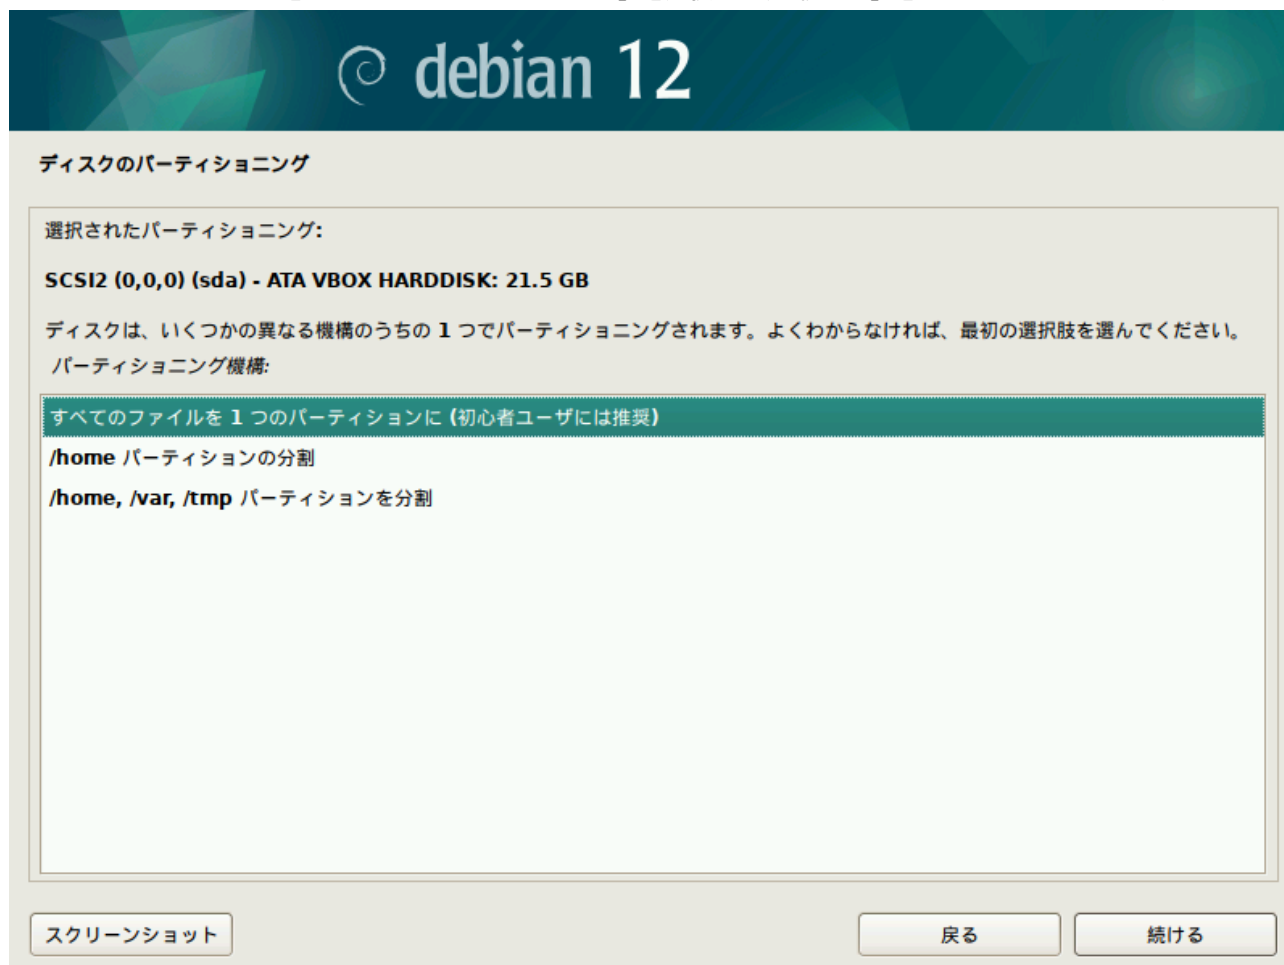 debian 12
ディスクのパーティショニング
選択されたパーティショニング:
SCSI2 (0,0,0) (sda) - ATA VBOX HARDDISK: 21.5 GB
ディスクは、いくつかの異なる機構のうちの 1 つでパーティショニングされます。よくわからなければ、最初の選択肢を選んでください。
パーティショニング機構:
すべてのファイルを 1 つのパーティションに (初心者ユーザには推奨)
/home パーティションの分割
/home, /var, /tmp パーティションを分割
スクリーンショット
戻る
続ける